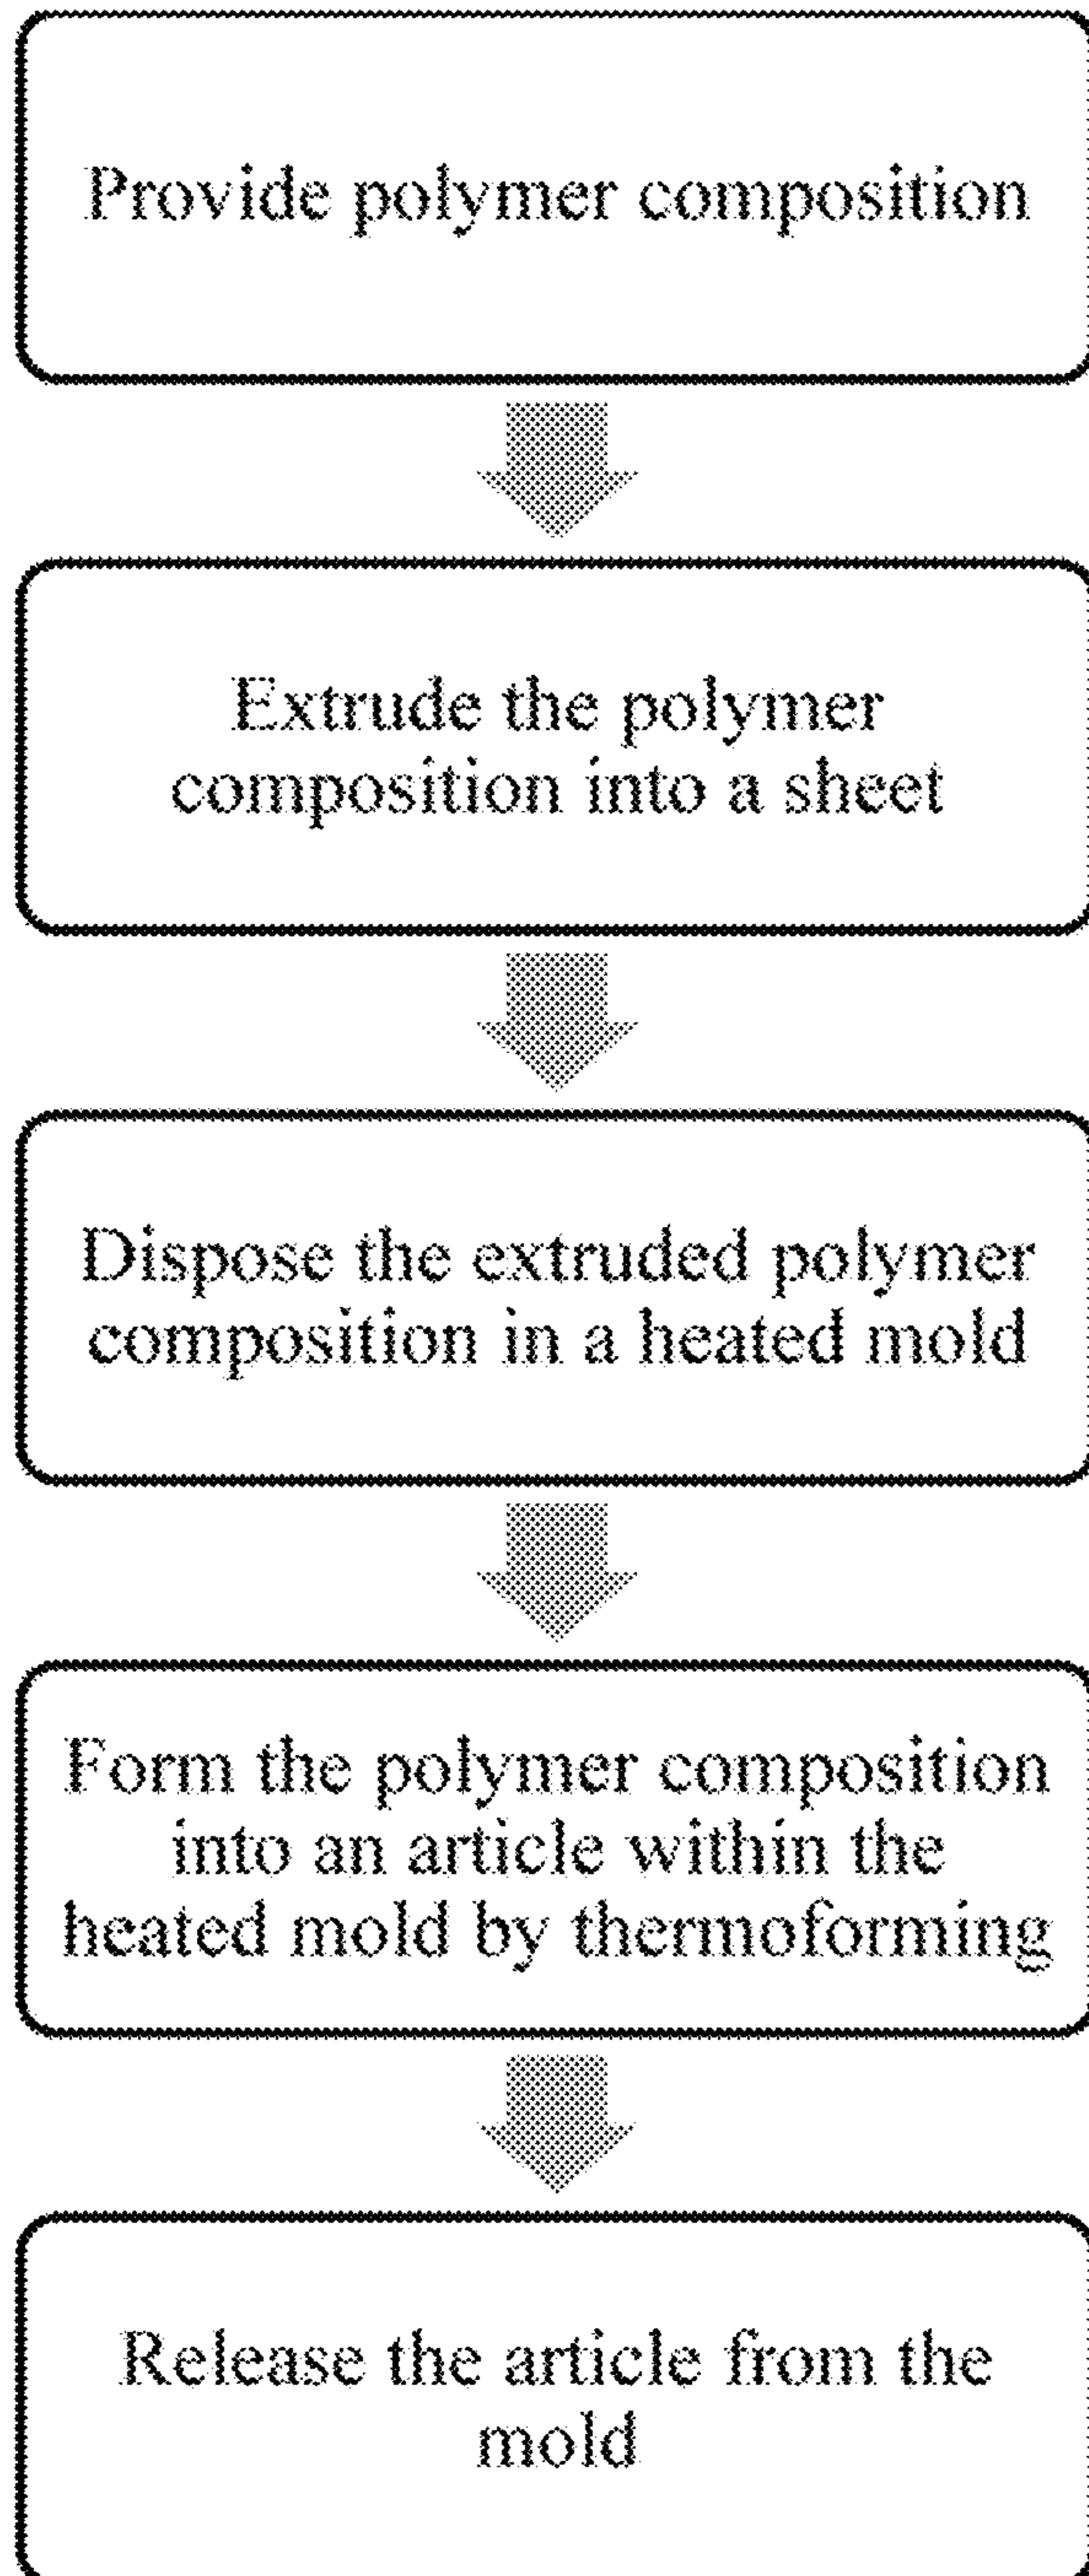 Provide polymer composition
Extrude the polymer
composition into a sheet
Dispose the extruded polymer
composition in a heated mold
Form the polymer composition
into an article within the
heated mold by thermoforming
Release the article from the
mold